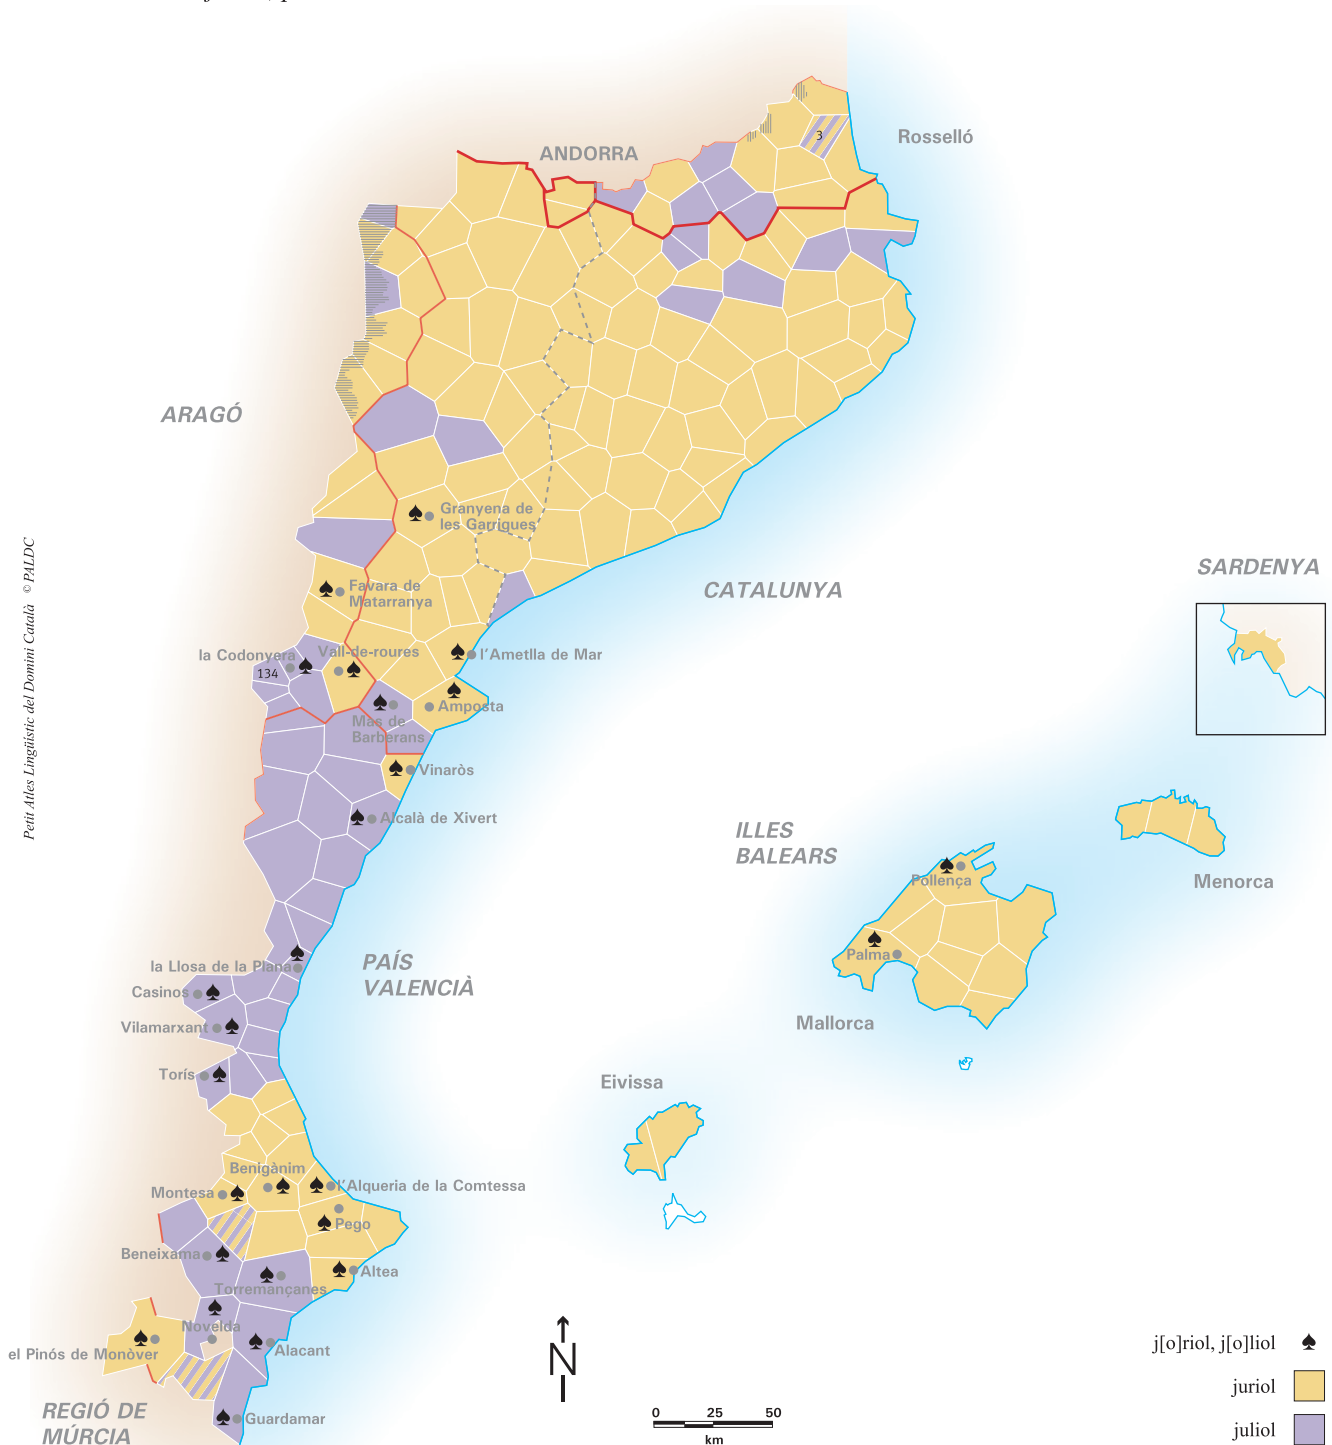 Rosselló
ANDORRA
3
ARAGÓ
Granyena de
les Garrigues
Petit Atles Lingüístic del Domini Català © PALDC
SARDENYA
CATALUNYA
Favara de
Matarranya
la Codonyera
Vall-de-roures
l'Ametlla de Mar
134
Mas de
Barberans
Amposta
Vinaròs
Alcalà de Xivert
ILLES
BALEARS
Pollença
Menorca
Palma
Mallorca
la Llosa de la Plana
PAÍS
VALENCIÀ
Casinos
Vilamarxant
Torís
Eivissa
Benigànim
Montesa
l'Alqueria de la Comtessa
Pego
Beneixama
Altea
Torremançanes
Novelda
el Pinós de Monòver
Alacant
REGIÓ DE
MÚRCIA
Guardamar
N
0 25 50
km
j[o]riol, j[o]liol
juriol
juliol